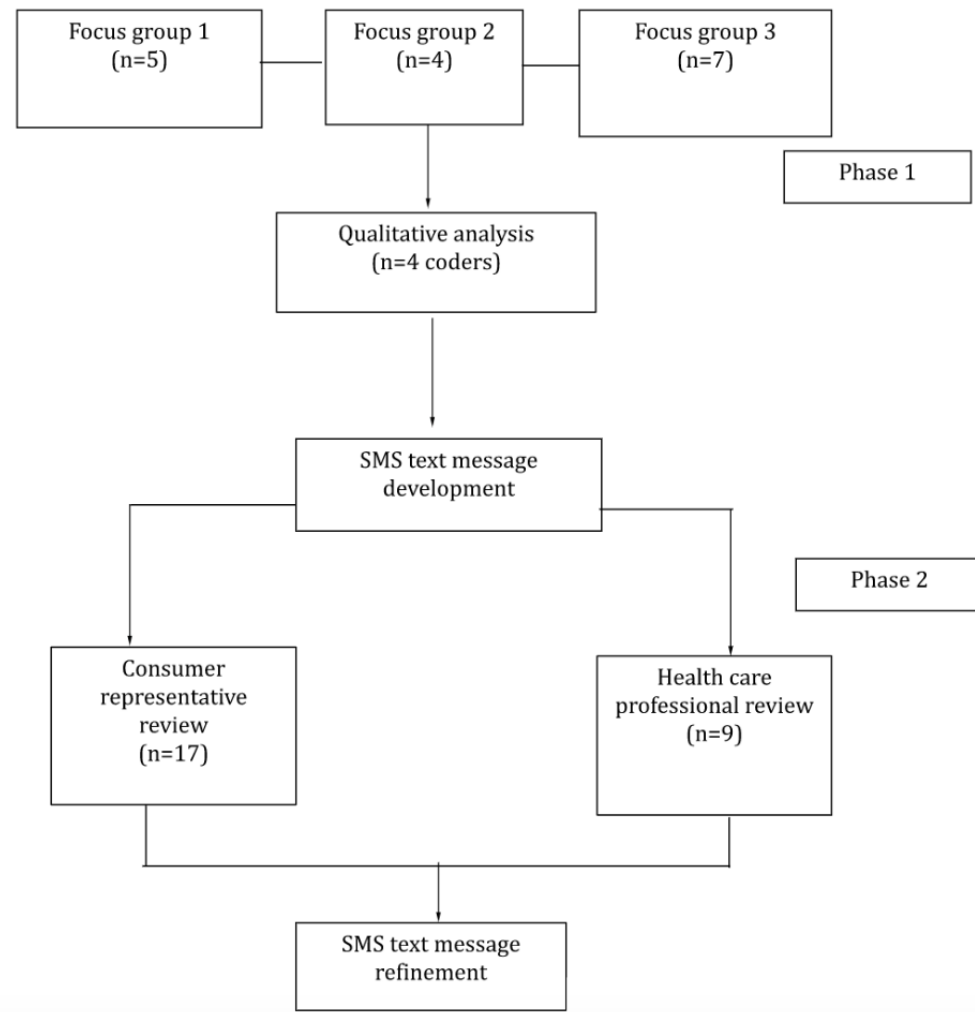 Focus group 1
(n=5)
Focus group 2
(n=4)
Focus group 3
(n=7)
Phase 1
Qualitative analysis
(n=4 coders)
SMS text message
development
Phase 2
Consumer
representative
review
(n=17)
Health care
professional review
(n=9)
SMS text message
refinement